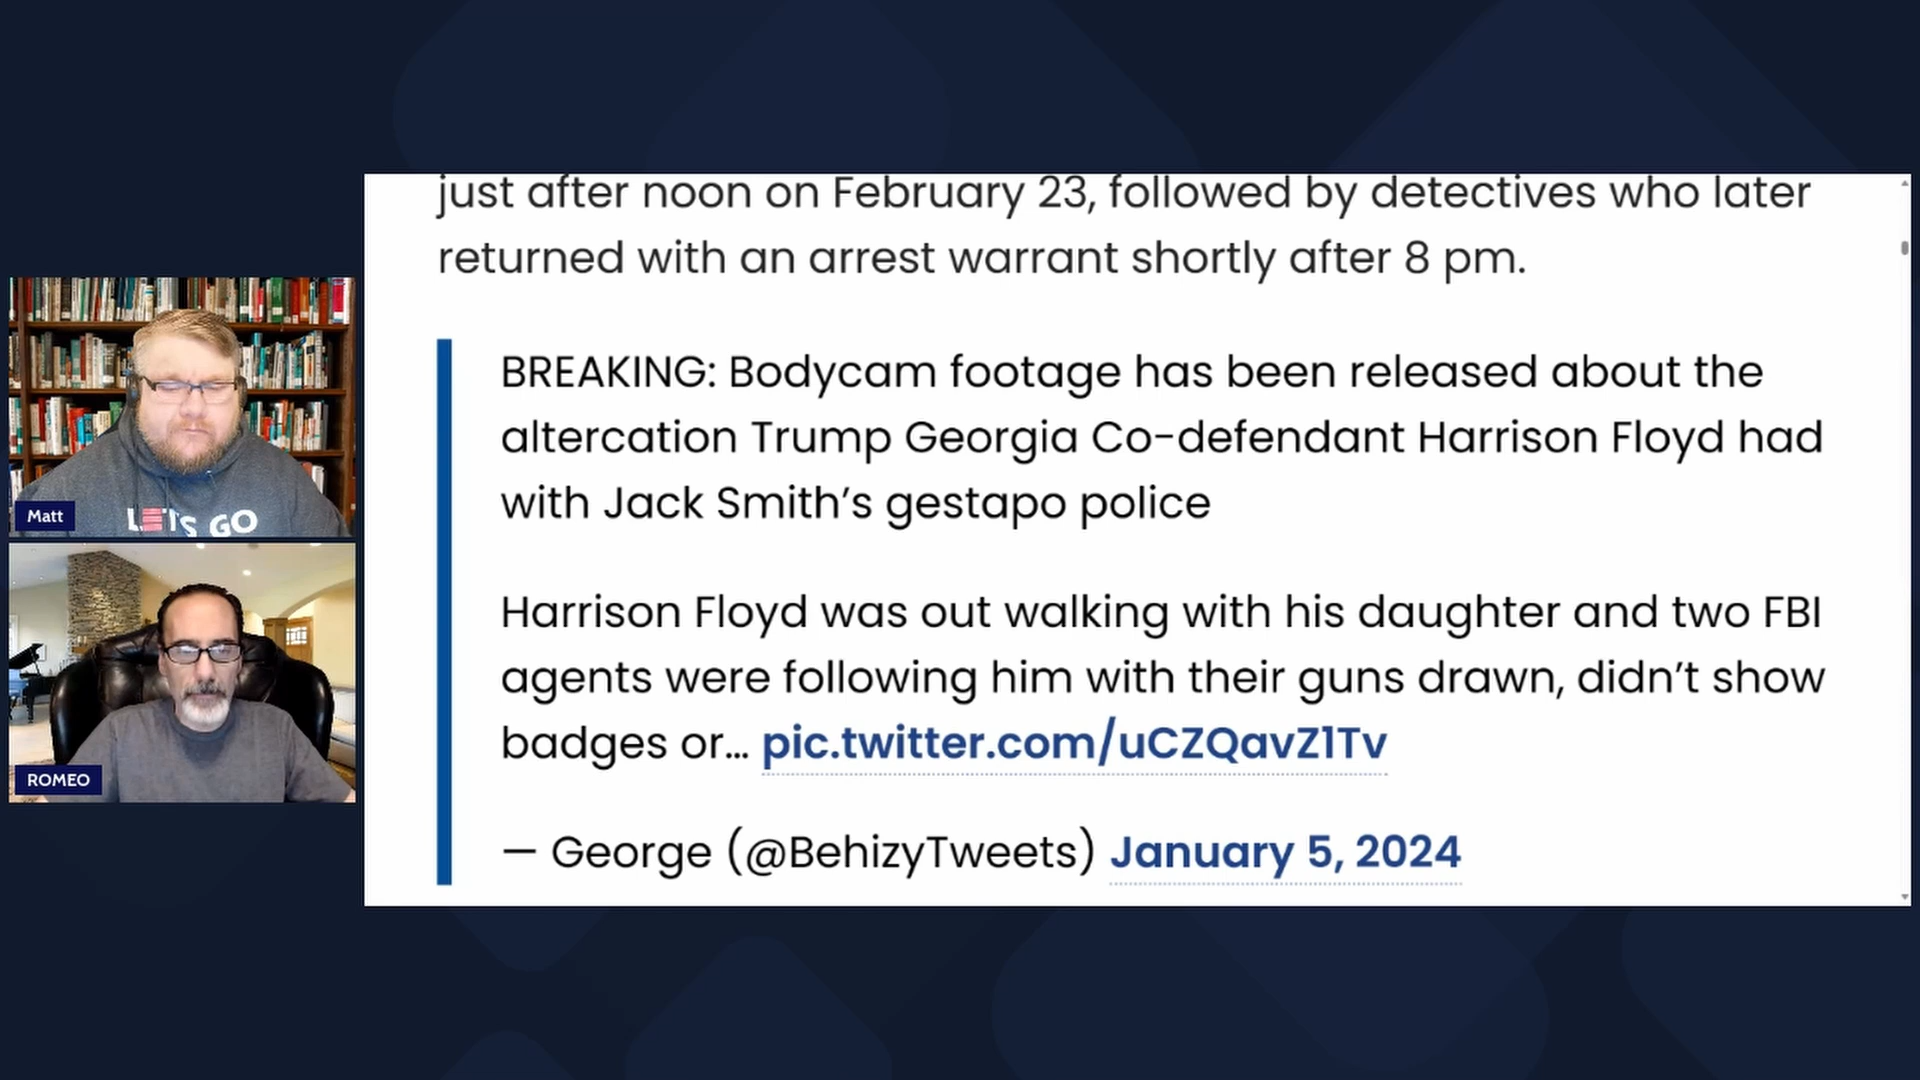 just after noon on February 23, followed by detectives who later
returned with an arrest warrant shortly after 8 pm.
BREAKING: Bodycam footage has been released about the
altercation Trump Georgia Co-defendant Harrison Floyd had
with Jack Smith’s gestapo police
Harrison Floyd was out walking with his daughter and two FBI
agents were following him with their guns drawn, didn’t show
badges or… pic.twitter.com/uCZQavZ1Tv
— George (@BehizyTweets) January 5, 2024
LET'S GO
Matt
ROMEO